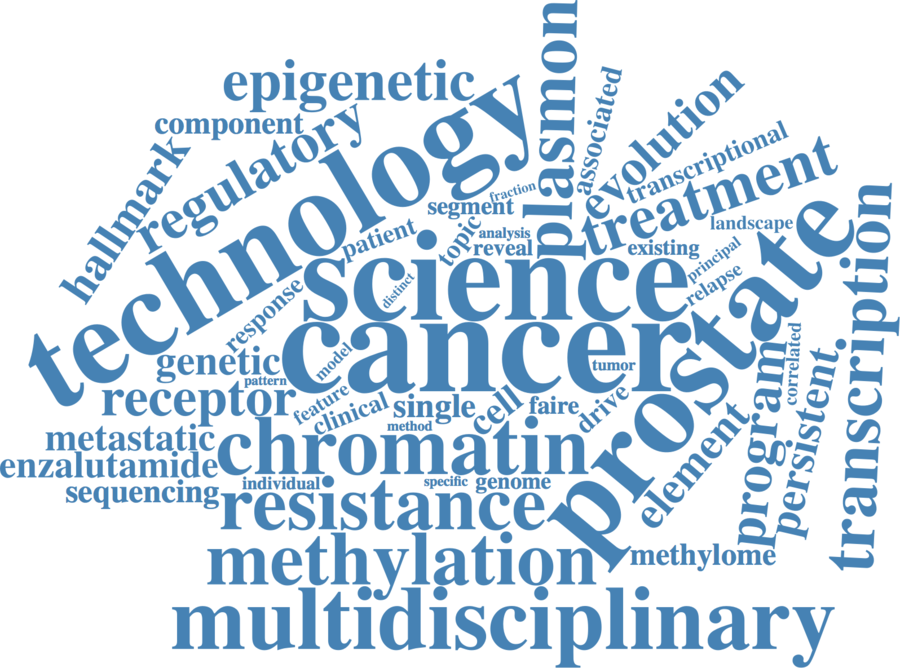 plasmon
epigenetic
associated
evolution
component
technology
regulatory
transcriptional
hallmark
treatment
fraction
segment
landscape
patient
topic
analysis
reveal
existing
prostate
transcription
science
principal
distinct
relapse
response
cancer
correlated
model
tumor
genetic
pattern
program
persistent
receptor
feature
clinical
single
cell
faire
drive
method
element
metastatic
chromatin
enzalutamide
individual
specific
genome
sequencing
resistance
methylation
methylome
multidisciplinary